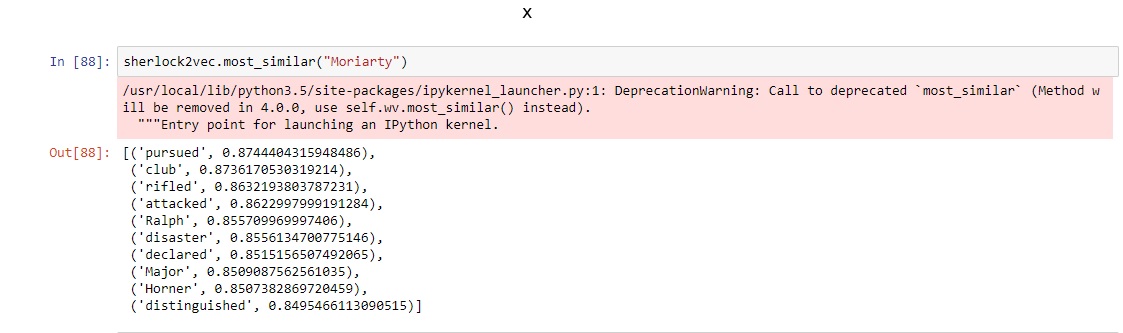 x
In [88]: sherlock2vec.most_similar("Moriarty")
/usr/local/lib/python3.5/site-packages/ipykernel_launcher.py:1: DeprecationWarning: Call to deprecated `most_similar` (Method w
ill be removed in 4.0.0, use self.wv.most_similar() instead).
  """Entry point for launching an IPython kernel.
Out[88]: [('pursued', 0.8744404315948486),
 ('club', 0.8736170530319214),
 ('rifled', 0.8632193803787231),
 ('attacked', 0.8622997999191284),
 ('Ralph', 0.855709969997406),
 ('disaster', 0.8556134700775146),
 ('declared', 0.8515156507492065),
 ('Major', 0.8509087562561035),
 ('Horner', 0.8507382869720459),
 ('distinguished', 0.8495466113090515)]